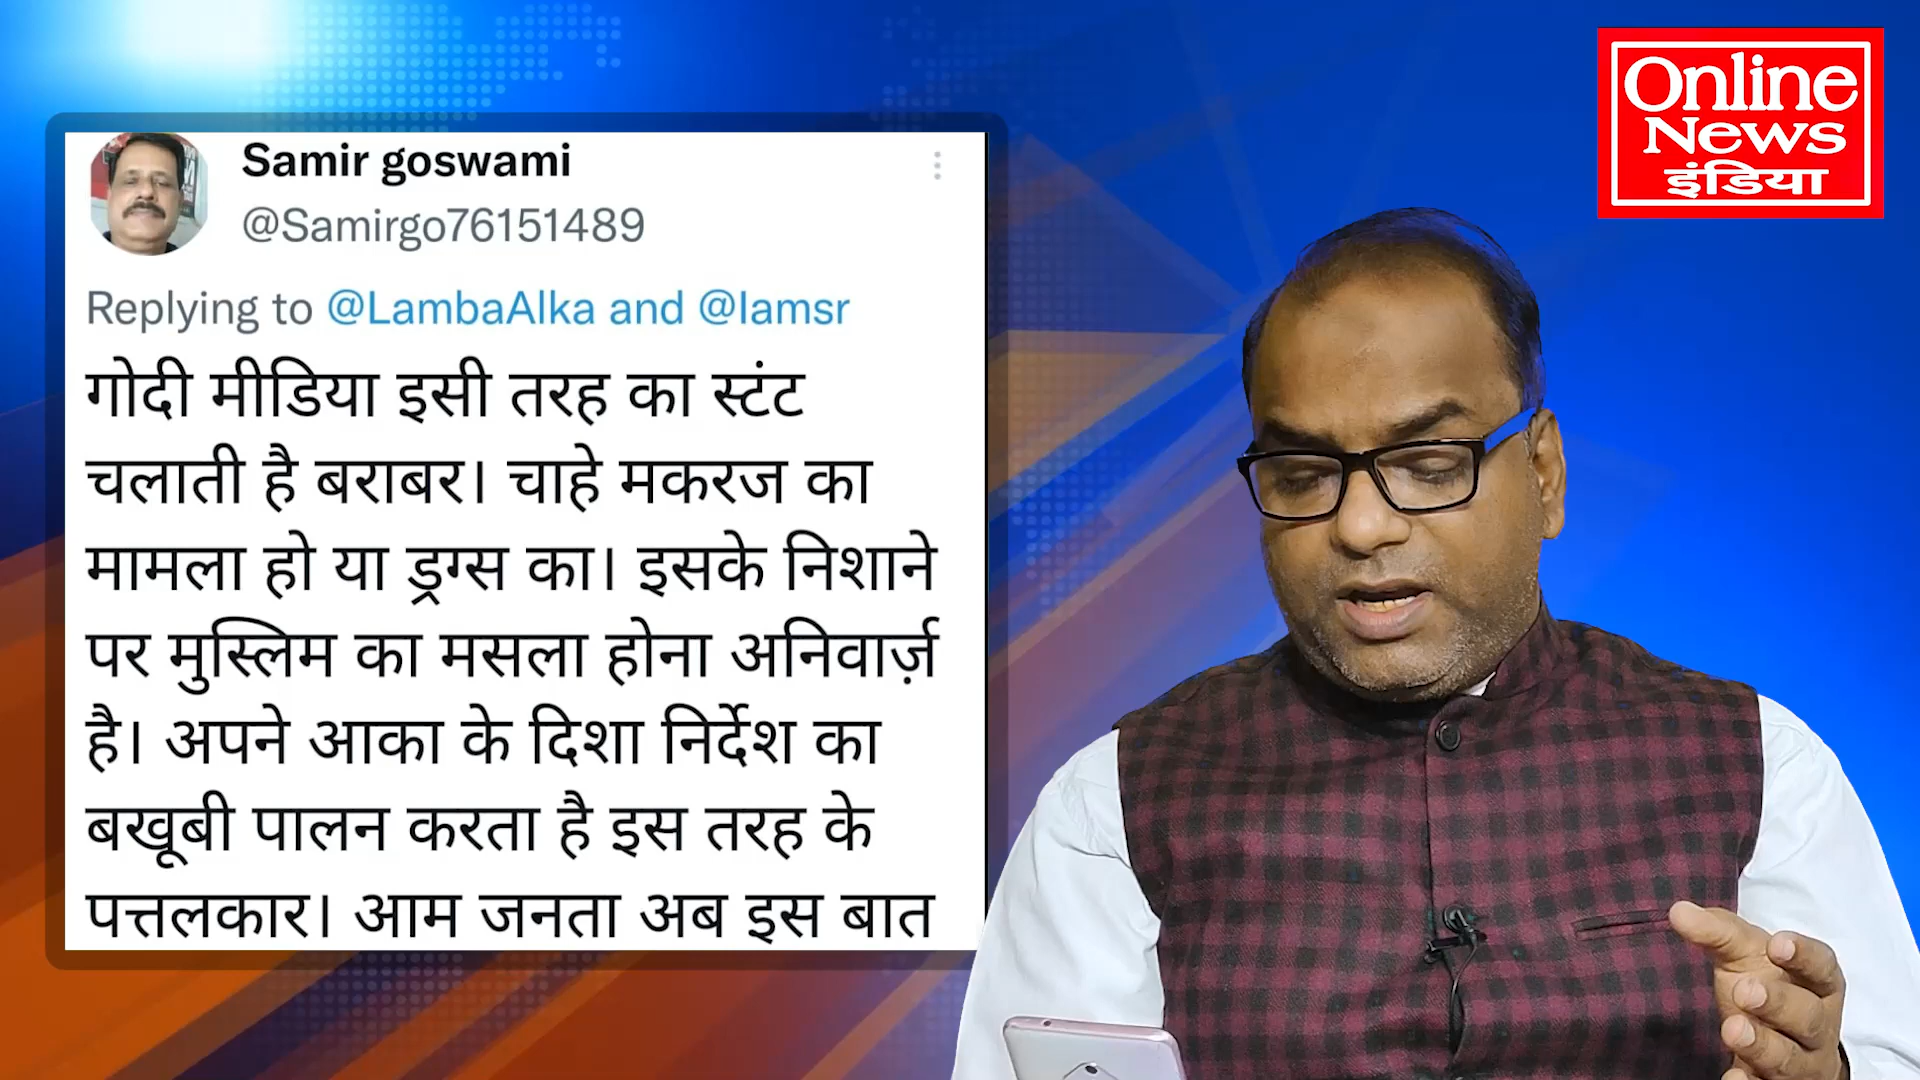 Samir goswami
@Samirgo76151489
Replying to @LambaAlka and @Iamsr
गोदी मीडिया इसी तरह का स्टंट
चलाती है बराबर। चाहे मकरज का
मामला हो या ड्रग्स का। इसके निशाने
पर मुस्लिम का मसला होना अनिवार्ज़
है। अपने आका के दिशा निर्देश का
बखूबी पालन करता है इस तरह के
पत्तलकार। आम जनता अब इस बात
Online
News
इंडिया